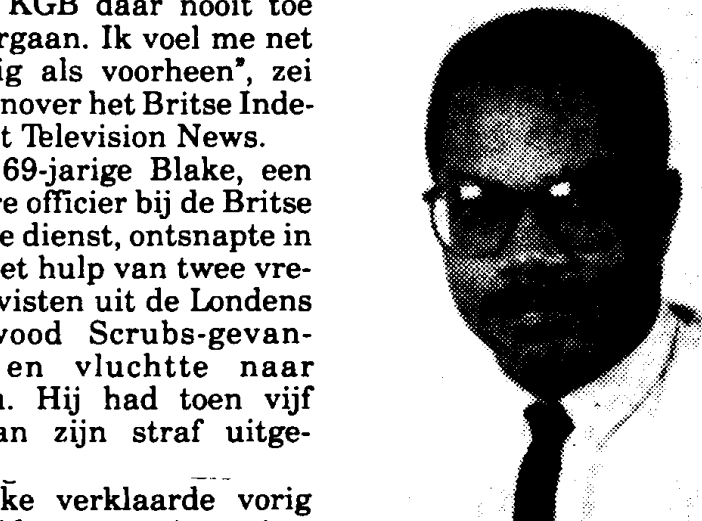 KGB daar nooit toe
rgaan. Ik voel me net
ig als voorheen", zei
nover het Britse Inde-
t Television News.
69-jarige Blake, een
re officier bij de Britse
e dienst, ontsnapte in
et hulp van twee vre-
visten uit de Londens
vood Scrubs-gevan-
en vluchtte naar
n. Hij had toen vijf
an zijn straf uitge-
ke verklaarde vorig